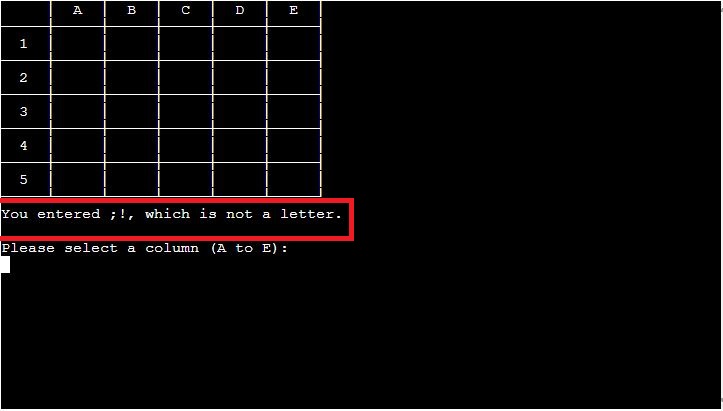 A B C D E
1
2
3
4
5
You entered ;!, which is not a letter.
Please select a column (A to E):